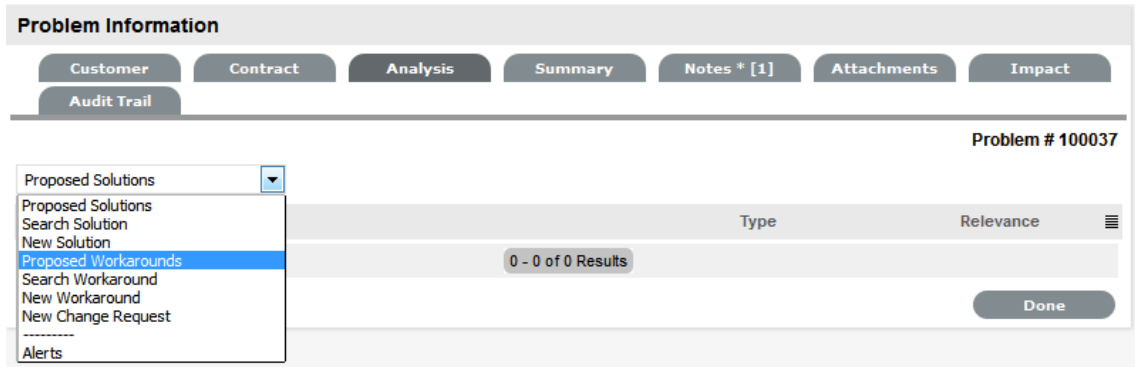 Problem Information
Customer Contract Analysis Summary Notes * [1] Attachments Impact
Audit Trail
Problem # 100037
Proposed Solutions
Proposed Solutions
Search Solution
New Solution
Proposed Workarounds
Search Workaround
New Workaround
New Change Request
---------
Alerts
Type Relevance
0 - 0 of 0 Results
Done